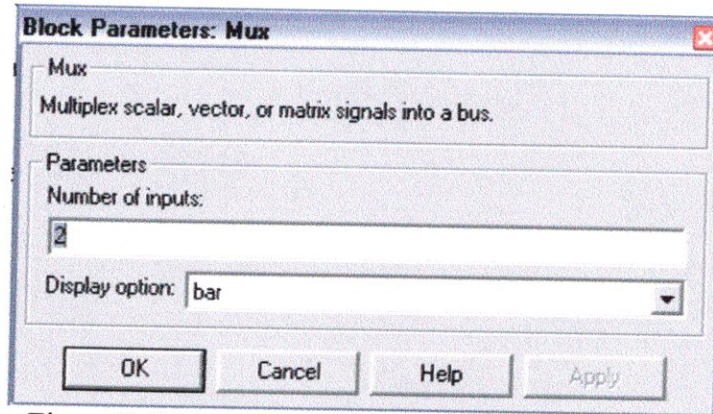 Block Parameters: Mux
Mux
Multiplex scalar, vector, or matrix signals into a bus.
Parameters
Number of inputs:
2
Display option: bar
OK Cancel Help Apply